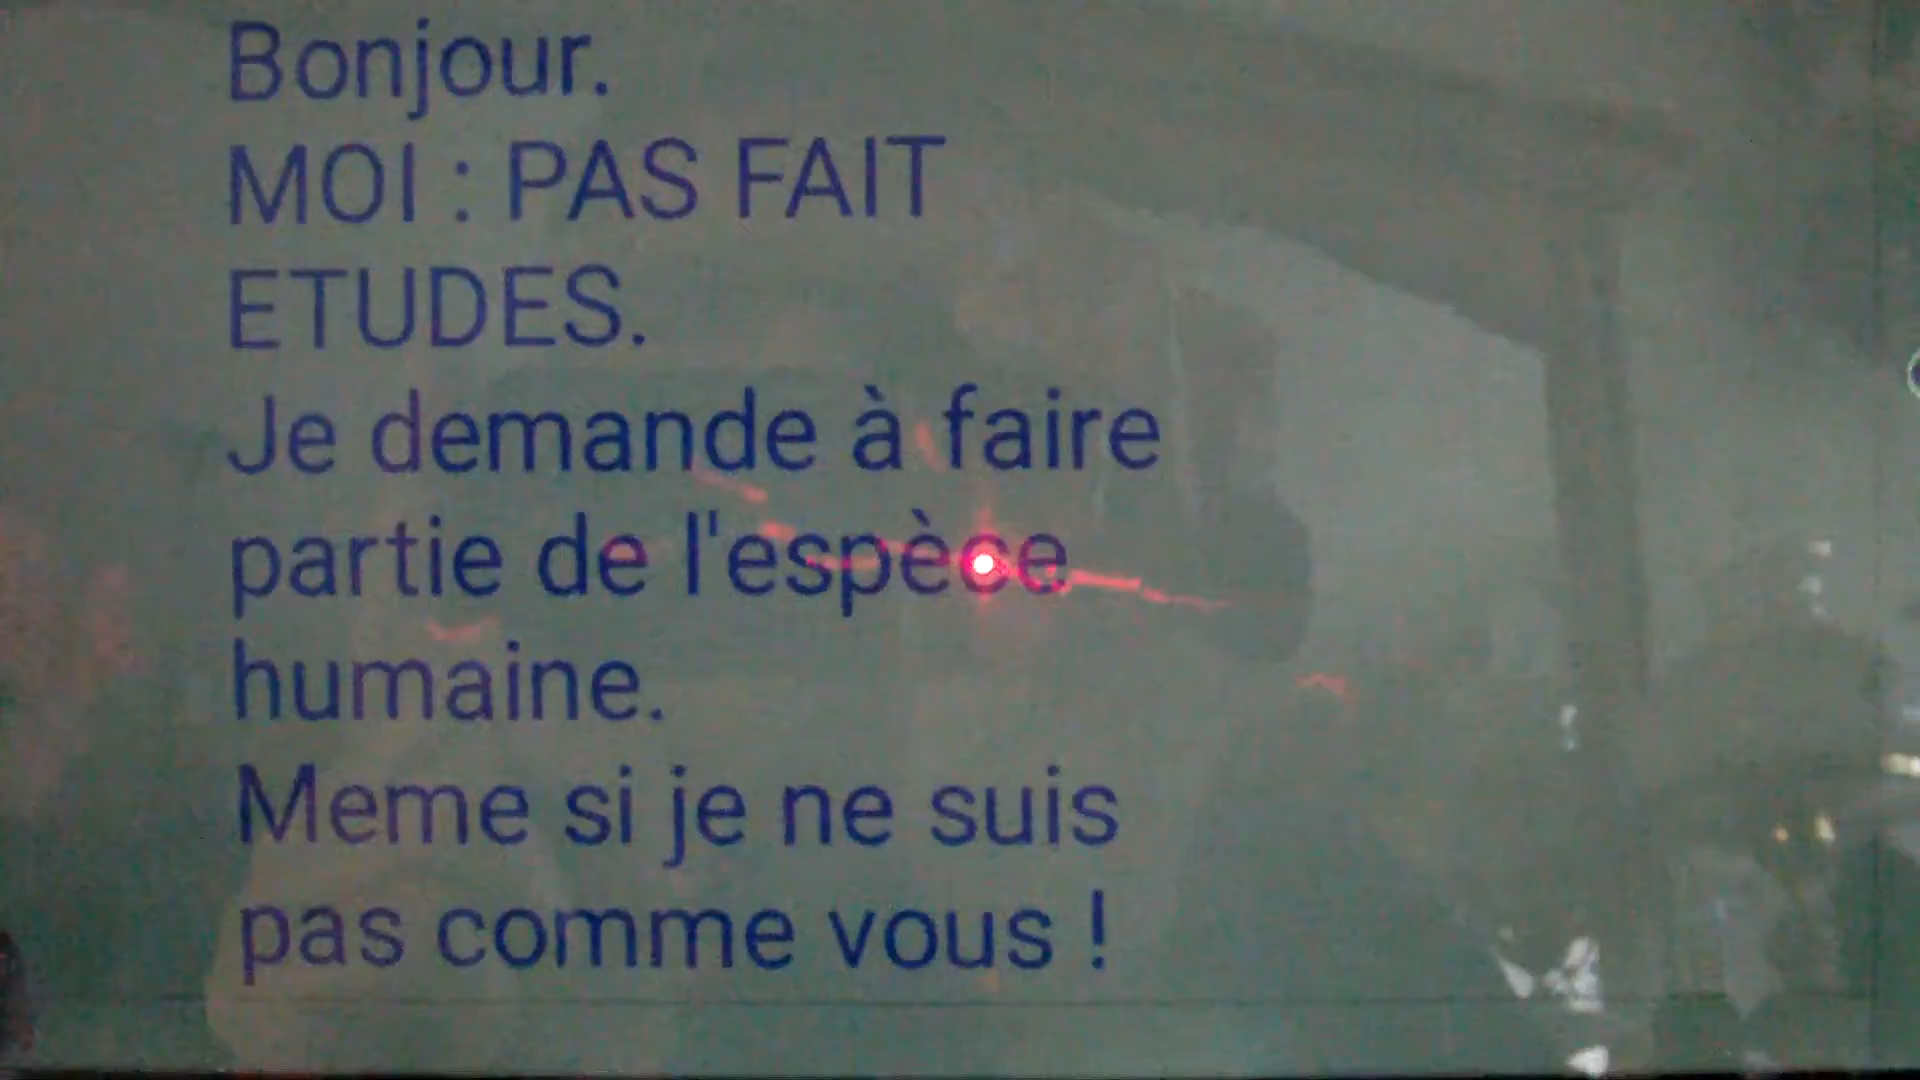 Bonjour.
MOI : PAS FAIT
ETUDES.
Je demande à faire
partie de l'espèce
humaine.
Meme si je ne suis
pas comme vous !